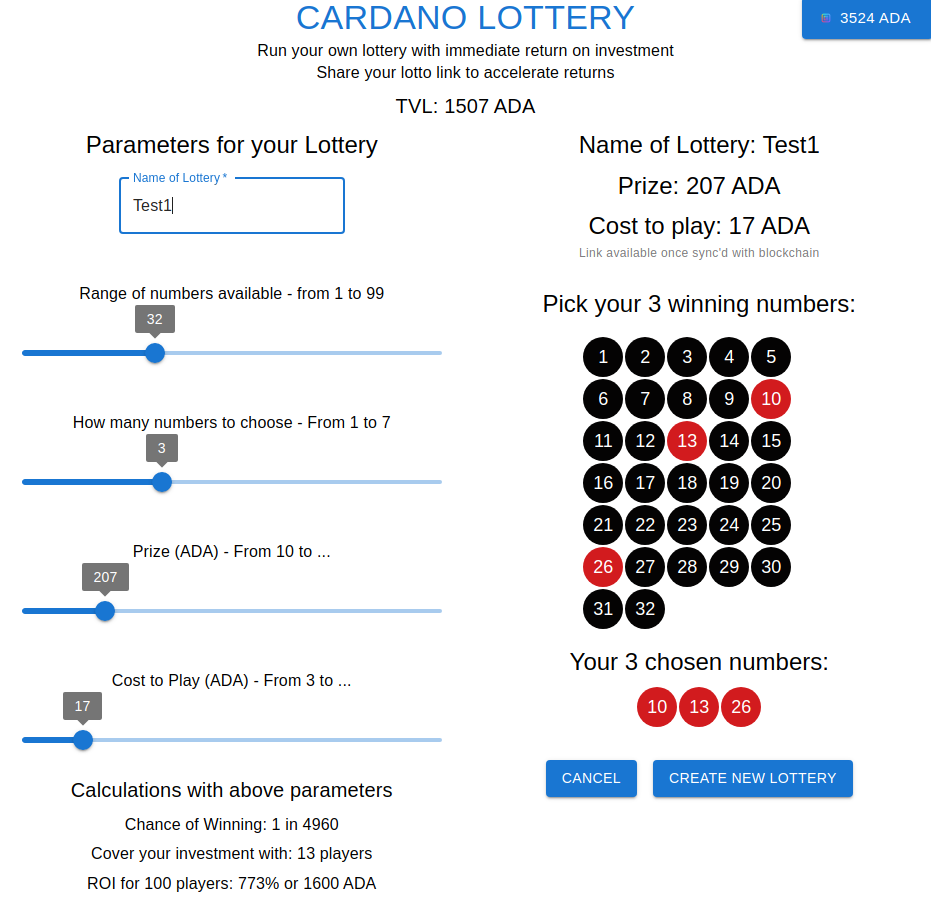 CARDANO LOTTERY
3524 ADA
Run your own lottery with immediate return on investment
Share your lotto link to accelerate returns
TVL: 1507 ADA
Parameters for your Lottery
Name of Lottery *
Test1
Range of numbers available - from 1 to 99
32
How many numbers to choose - From 1 to 7
3
Prize (ADA) - From 10 to ...
207
Cost to Play (ADA) - From 3 to ...
17
Calculations with above parameters
Chance of Winning: 1 in 4960
Cover your investment with: 13 players
ROI for 100 players: 773% or 1600 ADA
Name of Lottery: Test1
Prize: 207 ADA
Cost to play: 17 ADA
Link available once sync'd with blockchain
Pick your 3 winning numbers:
1 2 3 4 5
6 7 8 9 10
11 12 13 14 15
16 17 18 19 20
21 22 23 24 25
26 27 28 29 30
31 32
Your 3 chosen numbers:
10 13 26
CANCEL CREATE NEW LOTTERY